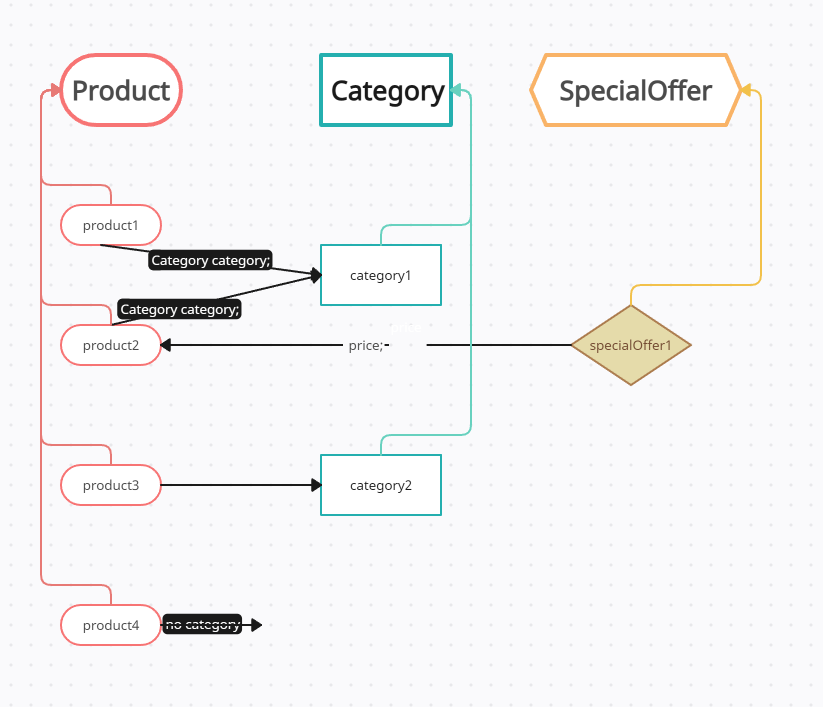 Product
Category
SpecialOffer
product1
Category category;
category1
Category category;
product2
price;
specialOffer1
product3
category2
product4
no category